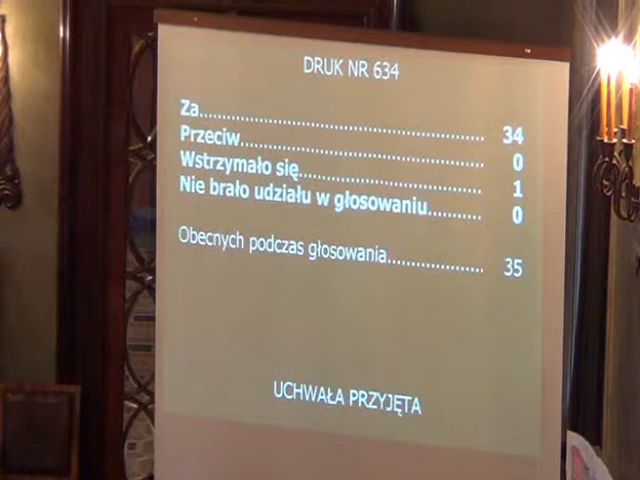 DRUK NR 634
Za........................................................ 34
Przeciw................................................ 0
Wstrzymało się.................................... 1
Nie brało udziału w głosowaniu........... 0
Obecnych podczas głosowania.................. 35
UCHWAŁA PRZYJĘTA